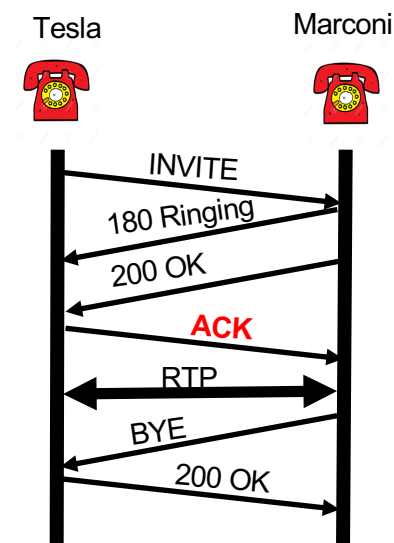 Tesla
Marconi
INVITE
180 Ringing
200 OK
ACK
RTP
BYE
200 OK